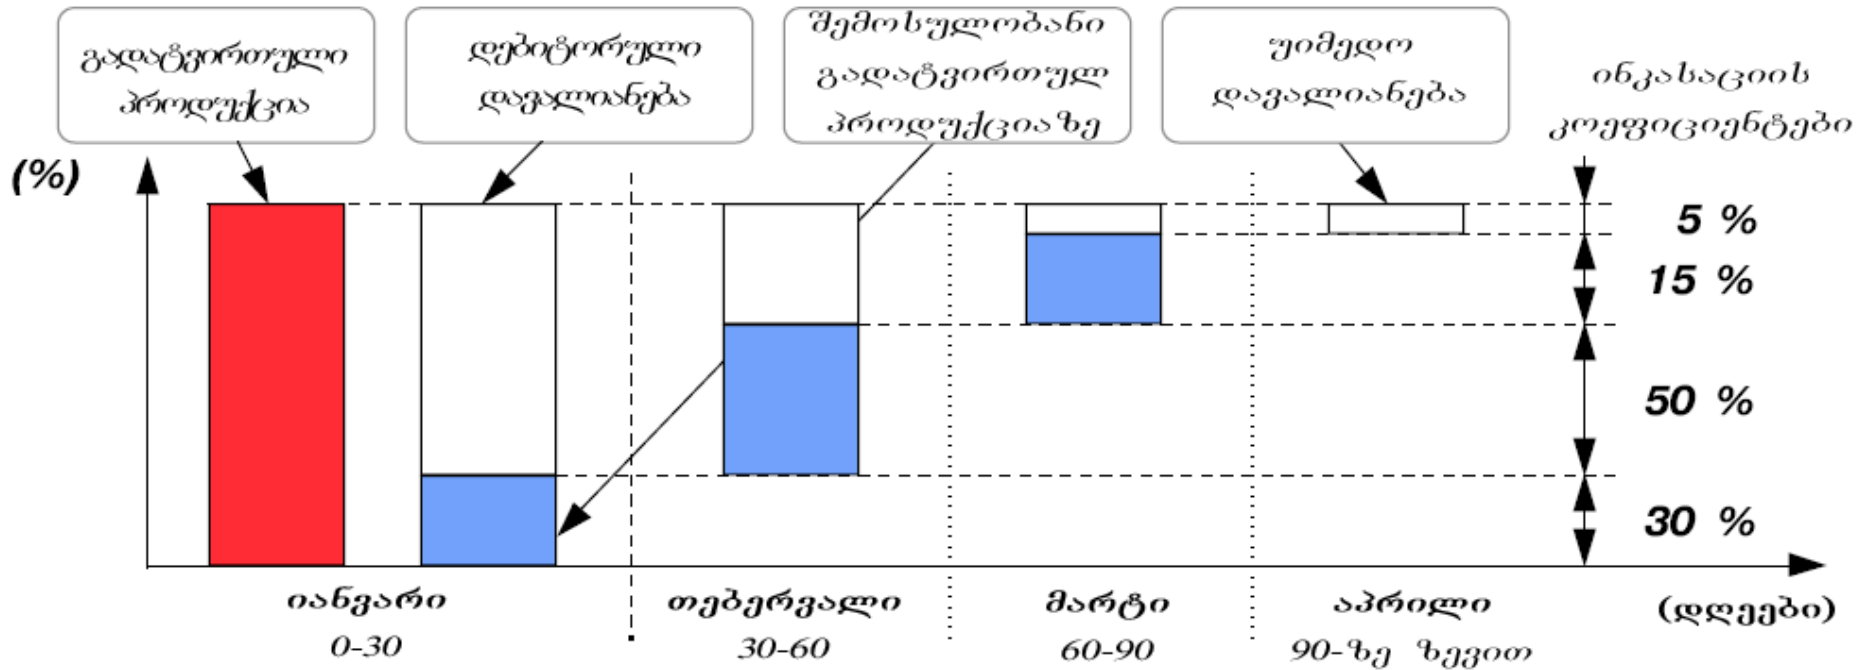 გადატვირთული
პროდუქცია
დებიტორული
დავალიანება
შემოსულობანი
გადატვირთულ
პროდუქციაზე
უიმედო
დავალიანება
ინკასაციის
კოეფიციენტები
(%)
5 %
15 %
50 %
30 %
იანვარი
0-30
თებერვალი
30-60
მარტი
60-90
აპრილი
90-ზე ზევით
(დღეები)